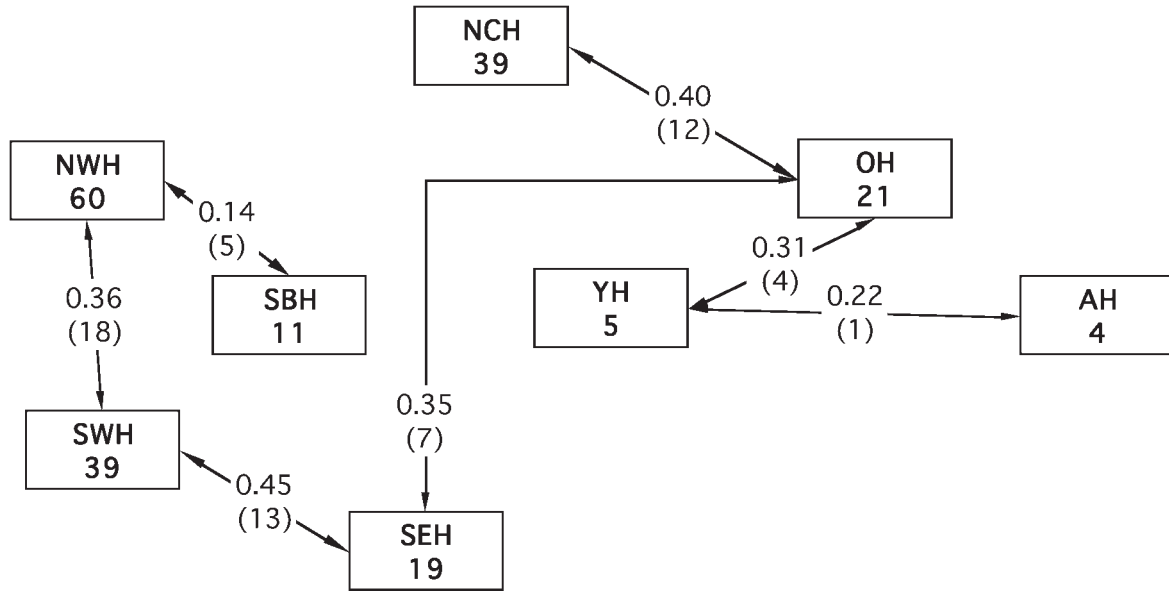 NCH
39
0.40
(12)
NWH
60
OH
21
0.14
(5)
0.31
(4)
SBH
11
YH
5
0.22
(1)
AH
4
0.36
(18)
0.35
(7)
SWH
39
0.45
(13)
SEH
19